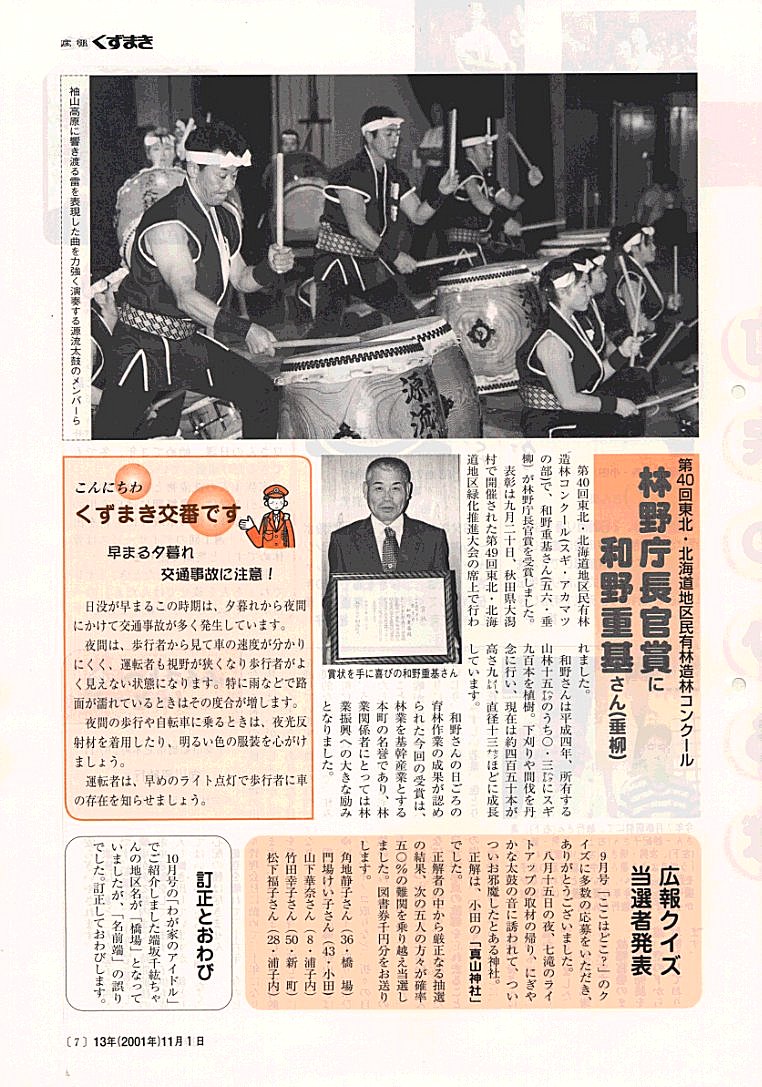 広報 くずまき
袖山高原に響き渡る雷を表現した曲を力強く演奏する源流太鼓のメンバーら
源流
第40回東北・北海道地区民有林造林コンクール
林野庁長官賞に
和野重基さん(垂柳)
第40回東北・北海道地区民有林
造林コンクール(スギ・アカマツ
の部)で、和野重基さん(五六・垂
柳)が林野庁長官賞を受賞しました。
表彰は九月二十日、秋田県大潟
村で開催された第49回東北・北海
道地区緑化推進大会の席上で行わ
れました。
和野さんは平成四年、所有する
山林十五㌶のうち〇・三㌶にスギ
九百本を植樹。下刈りや間伐を丹
念に行い、現在は約四百五十本が
高さ九㍍、直径十三㌢ほどに成長
しています。
和野さんの日ごろの
育林作業の成果が認め
られた今回の受賞は、
林業を基幹産業とする
本町の名誉であり、林
業関係者にとっては林
業振興への大きな励み
となりました。
賞状を手に喜びの和野重基さん
こんにちわ
くずまき交番です
早まる夕暮れ
交通事故に注意！
日没が早まるこの時期は、夕暮れから夜間
にかけて交通事故が多く発生しています。
夜間は、歩行者から見て車の速度が分かり
にくく、運転者も視野が狭くなり歩行者がよ
く見えない状態になります。特に雨などで路
面が濡れているときはその度合が増します。
夜間の歩行や自転車に乗るときは、夜光反
射材を着用したり、明るい色の服装を心がけ
ましょう。
運転者は、早めのライト点灯で歩行者に車
の存在を知らせましょう。
広報クイズ
当選者発表
9月号「ここはどこ？」のク
イズに多数の応募をいただき、
ありがとうございました。
八月十五日の夜、七滝のライ
トアップの取材の帰り、にぎや
かな太鼓の音に誘われて、つい
ついお邪魔したとある神社。
正解は、小田の「真山神社」
でした。
正解者の中から厳正なる抽選
の結果、次の五人の方々が確率
五〇％の難関を乗り越え当選し
ました。図書券千円分をお送り
します。
角地静子さん（36・橋場）
門場けい子さん（43・小田）
山下華奈さん（8・浦子内）
竹田幸子さん（50・新町）
松下福子さん（28・浦子内）
訂正とおわび
10月号の「わが家のアイドル」
でご紹介しました端坂千紘ちゃ
んの地区名が「橋場」となって
いましたが、「名前端」の誤り
でした。訂正しておわびします。
〔7〕 13年(2001年)11月1日